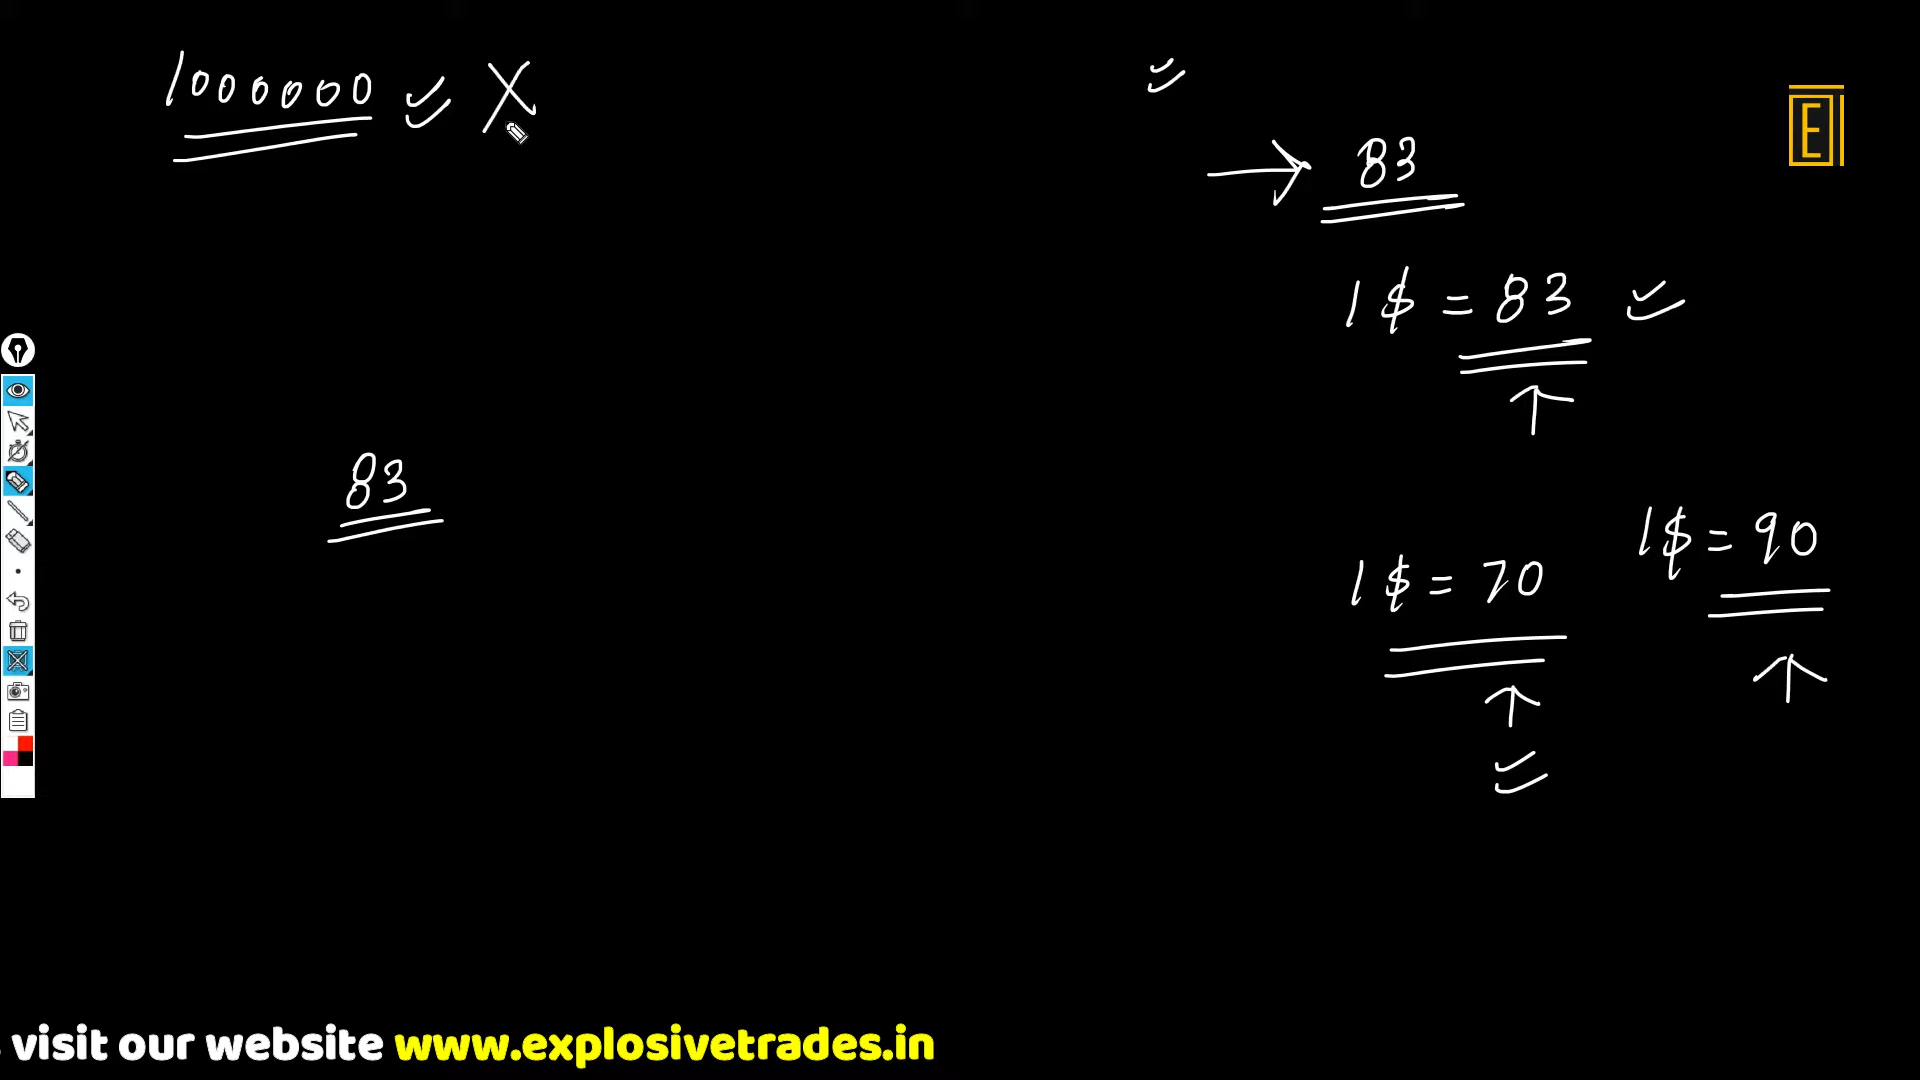 1000000 X
83
1$ = 83
83
1$ = 70
1$ = 90
E
visit our website www.explosivetrades.in